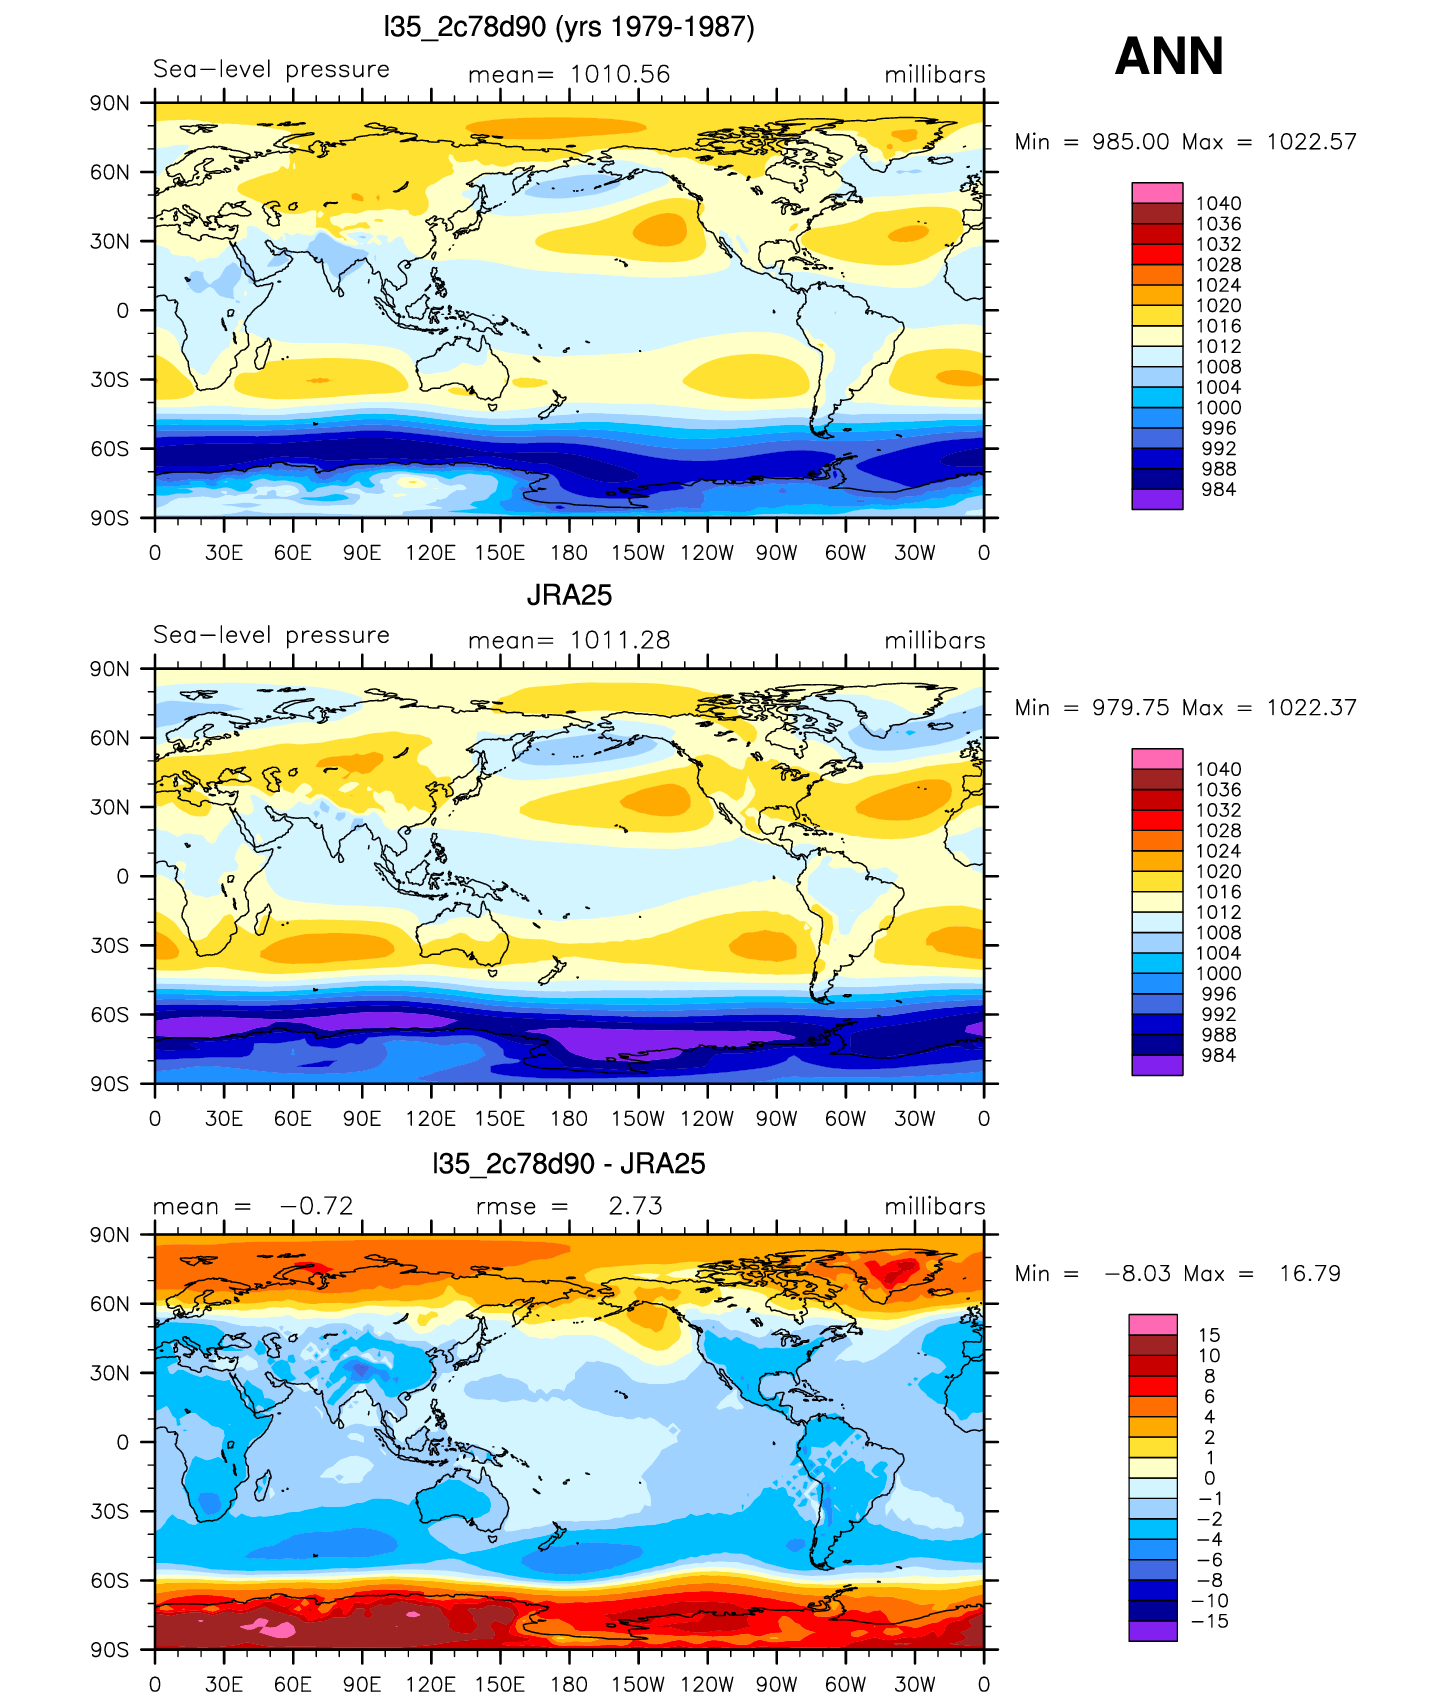 l35_2c78d90 (yrs 1979-1987)
ANN
Sea-level pressure mean= 1010.56 millibars
Min = 985.00 Max = 1022.57
90N
60N
30N
0
30S
60S
90S
0 30E 60E 90E 120E 150E 180 150W 120W 90W 60W 30W 0
1040
1036
1032
1028
1024
1020
1016
1012
1008
1004
1000
996
992
988
984
JRA25
Sea-level pressure mean= 1011.28 millibars
Min = 979.75 Max = 1022.37
90N
60N
30N
0
30S
60S
90S
0 30E 60E 90E 120E 150E 180 150W 120W 90W 60W 30W 0
1040
1036
1032
1028
1024
1020
1016
1012
1008
1004
1000
996
992
988
984
l35_2c78d90 - JRA25
mean = -0.72 rmse = 2.73 millibars
Min = -8.03 Max = 16.79
90N
60N
30N
0
30S
60S
90S
0 30E 60E 90E 120E 150E 180 150W 120W 90W 60W 30W 0
15
10
8
6
4
2
1
0
-1
-2
-4
-6
-8
-10
-15